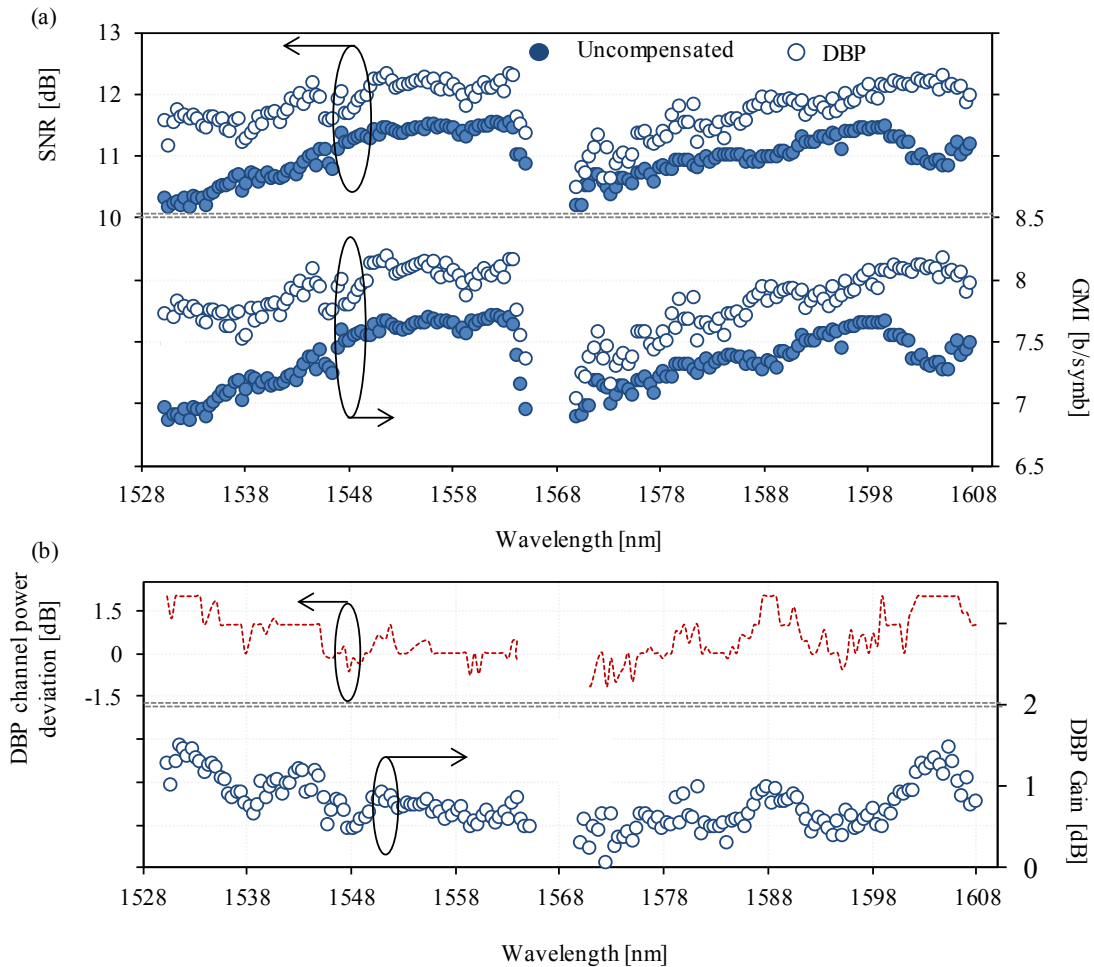 (a)
13
12
11
10
SNR [dB]
Uncompensated
DBP
8.5
8
7.5
7
6.5
GMI [b/symb]
1528 1538 1548 1558 1568 1578 1588 1598 1608
Wavelength [nm]
(b)
DBP channel power
deviation [dB]
1.5
0
-1.5
2
1
0
DBP Gain [dB]
1528 1538 1548 1558 1568 1578 1588 1598 1608
Wavelength [nm]